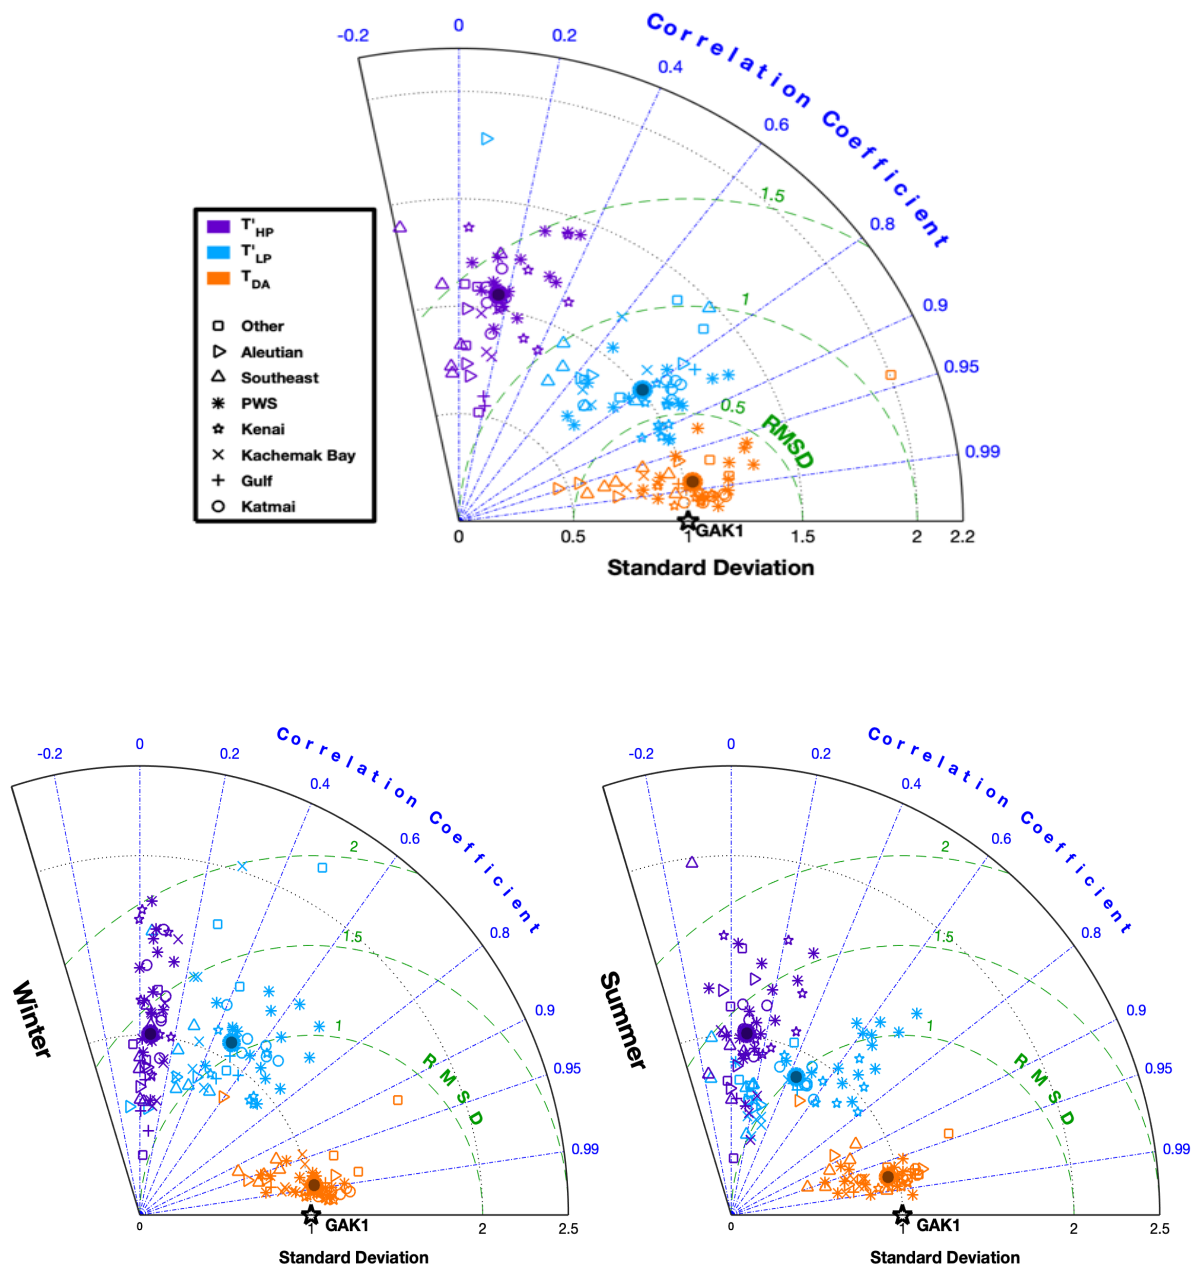 Correlation Coefficient
-0.2
0
0.2
0.4
0.6
0.8
0.9
0.95
0.99
1.5
1
0.5
RMSD
T'HP
T'LP
TDA
Other
Aleutian
Southeast
PWS
Kenai
Kachemak Bay
Gulf
Katmai
GAK1
0 0.5 1 1.5 2 2.2
Standard Deviation
Winter
Correlation Coefficient
-0.2
0
0.2
0.4
0.6
0.8
0.9
0.95
0.99
2
1.5
1
RMSD
GAK1
0 1 2 2.5
Standard Deviation
Summer
Correlation Coefficient
-0.2
0
0.2
0.4
0.6
0.8
0.9
0.95
0.99
2
1.5
1
RMSD
GAK1
0 1 2 2.5
Standard Deviation